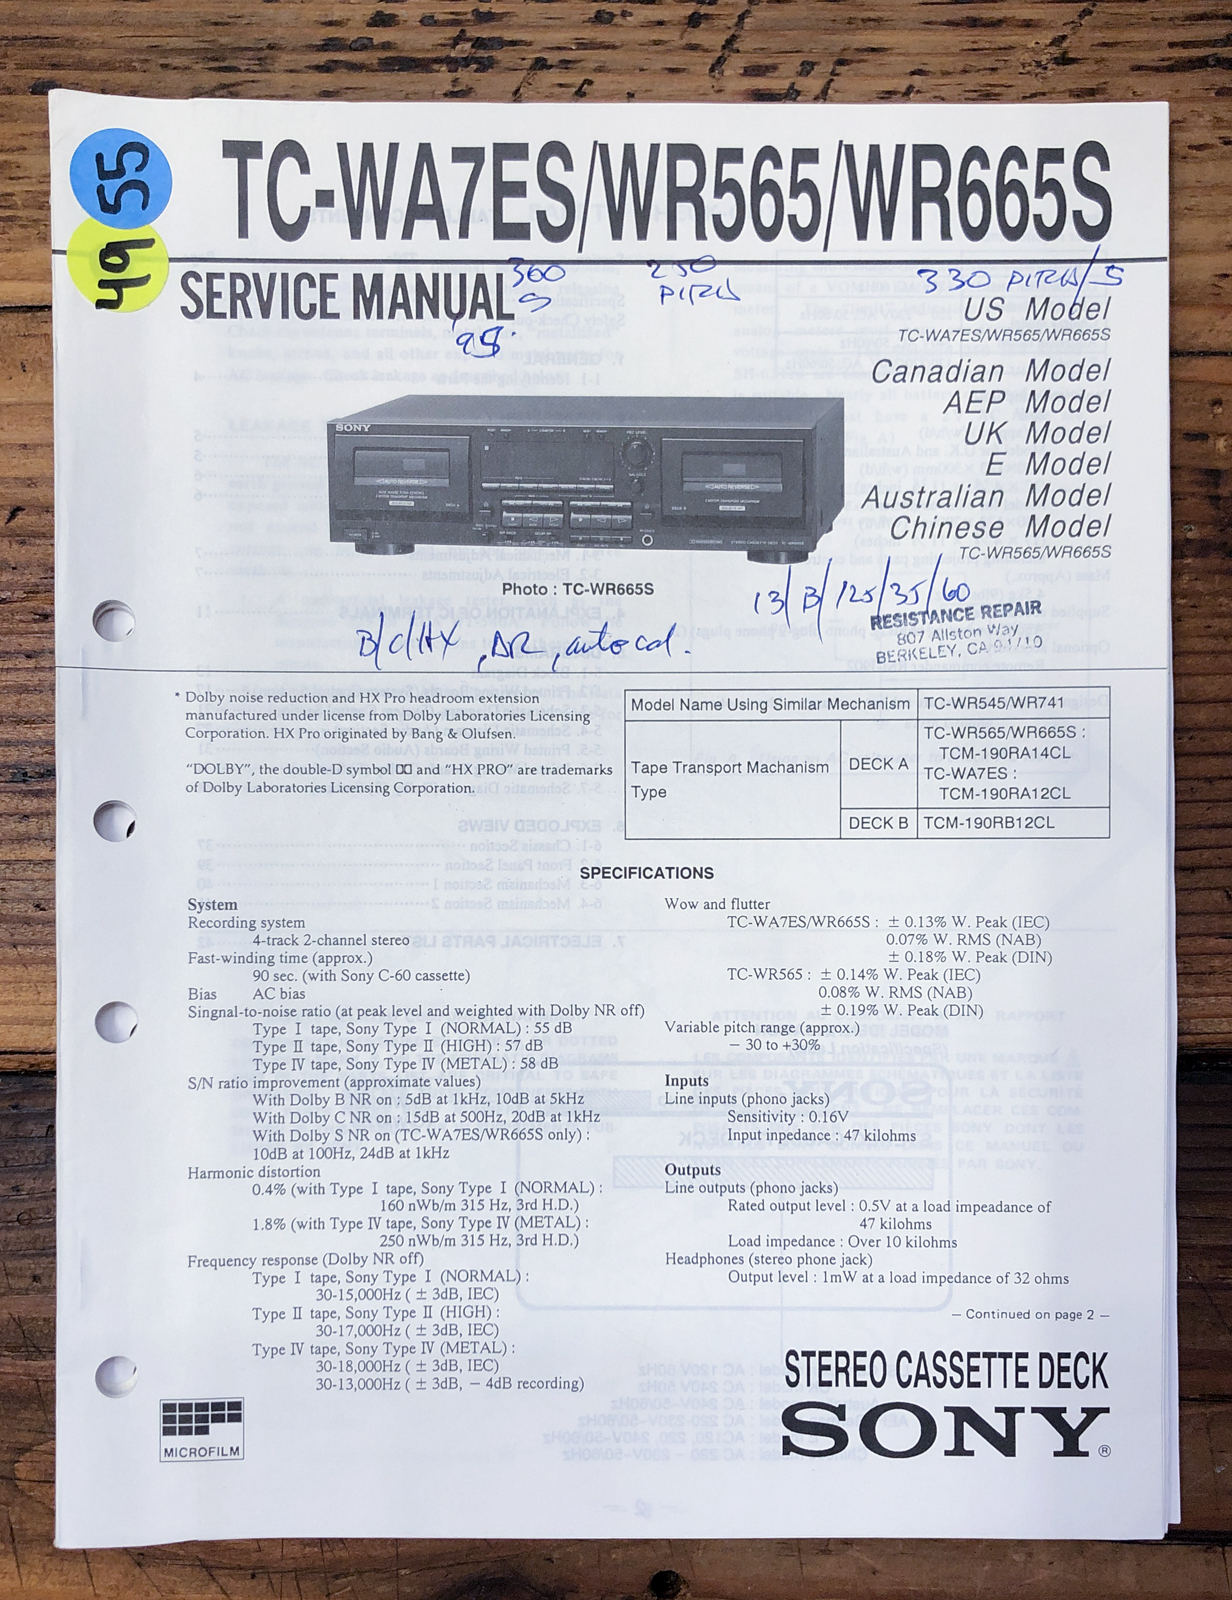 55
49
TC-WA7ES/WR565/WR665S
SERVICE MANUAL
360
S
95.
250
PITCH
330 PITCH/S
US Model
TC-WA7ES/WR565/WR665S
Canadian Model
AEP Model
UK Model
E Model
Australian Model
Chinese Model
TC-WR565/WR665S
SONY
Photo : TC-WR665S
13/B/125/35/60
RESISTANCE REPAIR
807 Allston Way
BERKELEY, CA 94710
B/C/HX , AR , autocal.
* Dolby noise reduction and HX Pro headroom extension
manufactured under license from Dolby Laboratories Licensing
Corporation. HX Pro originated by Bang & Olufsen.
"DOLBY", the double-D symbol and "HX PRO" are trademarks
of Dolby Laboratories Licensing Corporation.
Model Name Using Similar Mechanism TC-WR545/WR741
Tape Transport Machanism
Type
DECK A
TC-WR565/WR665S :
TCM-190RA14CL
TC-WA7ES :
TCM-190RA12CL
DECK B TCM-190RB12CL
SPECIFICATIONS
System
Recording system
4-track 2-channel stereo
Fast-winding time (approx.)
90 sec. (with Sony C-60 cassette)
Bias AC bias
Singnal-to-noise ratio (at peak level and weighted with Dolby NR off)
Type I tape, Sony Type I (NORMAL) : 55 dB
Type II tape, Sony Type II (HIGH) : 57 dB
Type IV tape, Sony Type IV (METAL) : 58 dB
S/N ratio improvement (approximate values)
With Dolby B NR on : 5dB at 1kHz, 10dB at 5kHz
With Dolby C NR on : 15dB at 500Hz, 20dB at 1kHz
With Dolby S NR on (TC-WA7ES/WR665S only) :
10dB at 100Hz, 24dB at 1kHz
Harmonic distortion
0.4% (with Type I tape, Sony Type I (NORMAL) :
160 nWb/m 315 Hz, 3rd H.D.)
1.8% (with Type IV tape, Sony Type IV (METAL) :
250 nWb/m 315 Hz, 3rd H.D.)
Frequency response (Dolby NR off)
Type I tape, Sony Type I (NORMAL) :
30-15,000Hz ( ± 3dB, IEC)
Type II tape, Sony Type II (HIGH) :
30-17,000Hz ( ± 3dB, IEC)
Type IV tape, Sony Type IV (METAL) :
30-18,000Hz ( ± 3dB, IEC)
30-13,000Hz ( ± 3dB, − 4dB recording)
Wow and flutter
TC-WA7ES/WR665S : ± 0.13% W. Peak (IEC)
0.07% W. RMS (NAB)
± 0.18% W. Peak (DIN)
TC-WR565 : ± 0.14% W. Peak (IEC)
0.08% W. RMS (NAB)
± 0.19% W. Peak (DIN)
Variable pitch range (approx.)
− 30 to +30%
Inputs
Line inputs (phono jacks)
Sensitivity : 0.16V
Input inpedance : 47 kilohms
Outputs
Line outputs (phono jacks)
Rated output level : 0.5V at a load impeadance of
47 kilohms
Load impedance : Over 10 kilohms
Headphones (stereo phone jack)
Output level : 1mW at a load impedance of 32 ohms
— Continued on page 2 —
STEREO CASSETTE DECK
SONY®
MICROFILM